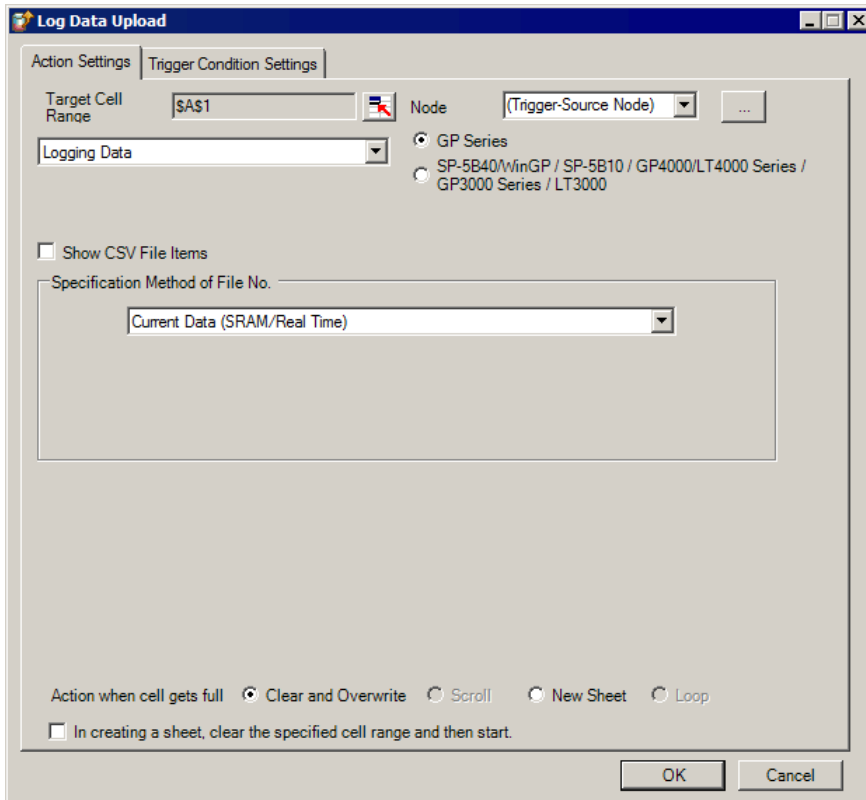 Log Data Upload
Action Settings
Trigger Condition Settings
Target Cell
Range
$A$1
Node
(Trigger-Source Node)
...
Logging Data
GP Series
SP-5B40/WinGP / SP-5B10 / GP4000/LT4000 Series /
GP3000 Series / LT3000
Show CSV File Items
Specification Method of File No.
Current Data (SRAM/Real Time)
Action when cell gets full
Clear and Overwrite
Scroll
New Sheet
Loop
In creating a sheet, clear the specified cell range and then start.
OK
Cancel